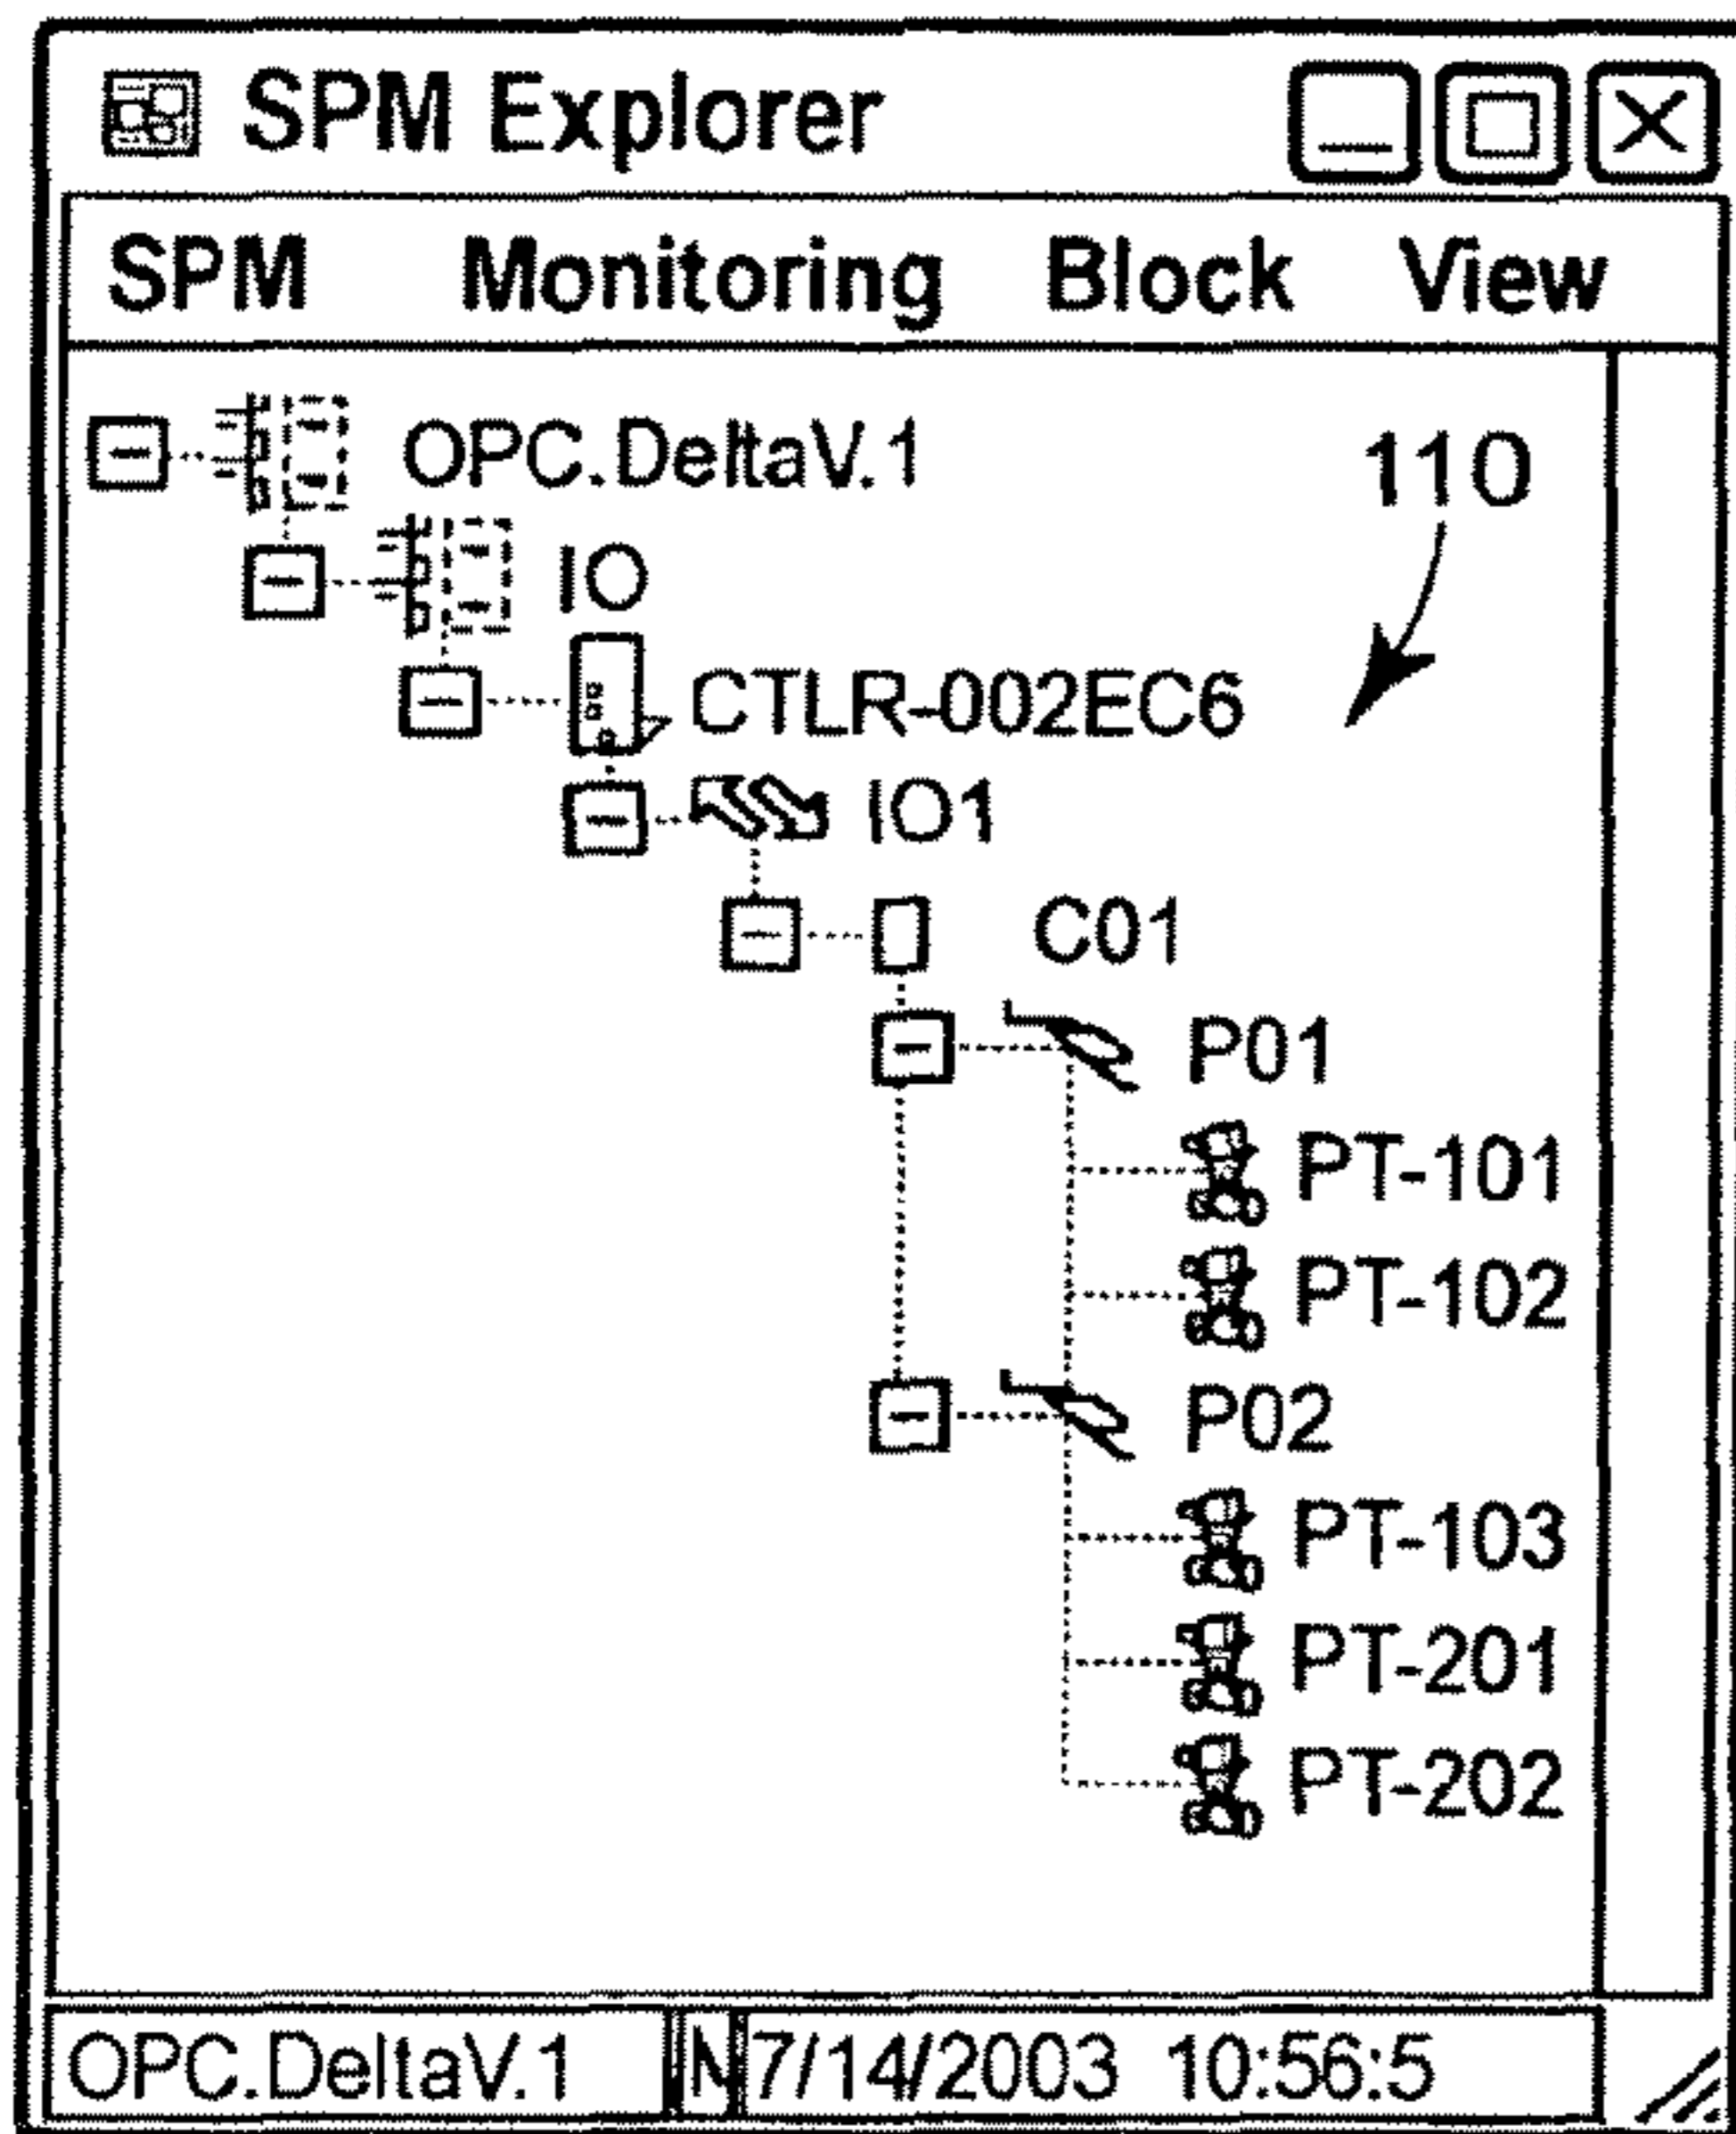 SPM Explorer
SPM Monitoring Block View
OPC.DeltaV.1
110
IO
CTLR-002EC6
IO1
C01
P01
PT-101
PT-102
P02
PT-103
PT-201
PT-202
OPC.DeltaV.1 N 7/14/2003 10:56:5